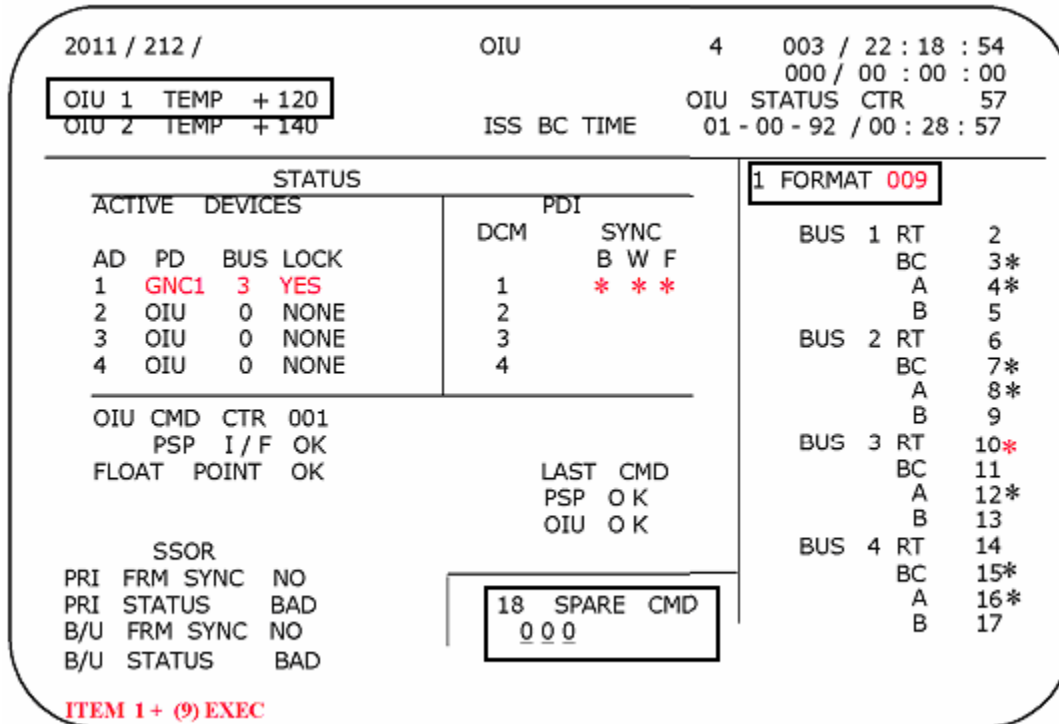 2011 / 212 / OIU 4 003 / 22 : 18 : 54
000 / 00 : 00 : 00
OIU 1 TEMP + 120 OIU STATUS CTR 57
OIU 2 TEMP + 140 ISS BC TIME 01 - 00 - 92 / 00 : 28 : 57
STATUS
ACTIVE DEVICES
AD PD BUS LOCK
1 GNC1 3 YES
2 OIU 0 NONE
3 OIU 0 NONE
4 OIU 0 NONE
PDI
DCM SYNC
B W F
1 * * *
2
3
4
OIU CMD CTR 001
PSP I / F OK
FLOAT POINT OK
LAST CMD
PSP O K
OIU O K
SSOR
PRI FRM SYNC NO
PRI STATUS BAD
B/U FRM SYNC NO
B/U STATUS BAD
18 SPARE CMD
0 0 0
1 FORMAT 009
BUS 1 RT 2
BC 3*
A 4*
B 5
BUS 2 RT 6
BC 7*
A 8*
B 9
BUS 3 RT 10*
BC 11
A 12*
B 13
BUS 4 RT 14
BC 15*
A 16*
B 17
ITEM 1 + (9) EXEC